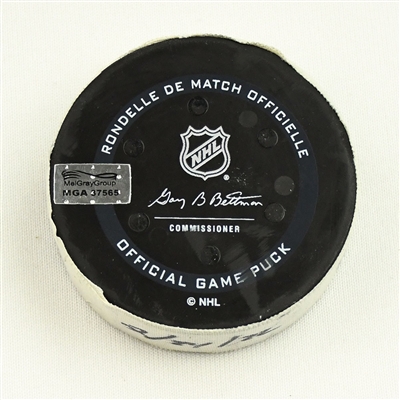 RONDELLE DE MATCH OFFICIELLE
NHL
Gary B Bettman
COMMISSIONER
MeiGrayGroup
MGA 37565
OFFICIAL GAME PUCK
© NHL